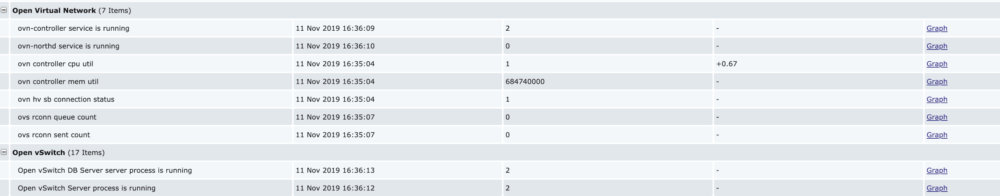 Open Virtual Network (7 Items)
ovn-controller service is running 11 Nov 2019 16:36:09 2 - Graph
ovn-northd service is running 11 Nov 2019 16:36:10 0 - Graph
ovn controller cpu util 11 Nov 2019 16:35:04 1 +0.67 Graph
ovn controller mem util 11 Nov 2019 16:35:04 684740000 - Graph
ovn hv sb connection status 11 Nov 2019 16:35:04 1 - Graph
ovs rconn queue count 11 Nov 2019 16:35:07 0 - Graph
ovs rconn sent count 11 Nov 2019 16:35:07 0 - Graph
Open vSwitch (17 Items)
Open vSwitch DB Server server process is running 11 Nov 2019 16:36:13 2 - Graph
Open vSwitch Server process is running 11 Nov 2019 16:36:12 2 - Graph